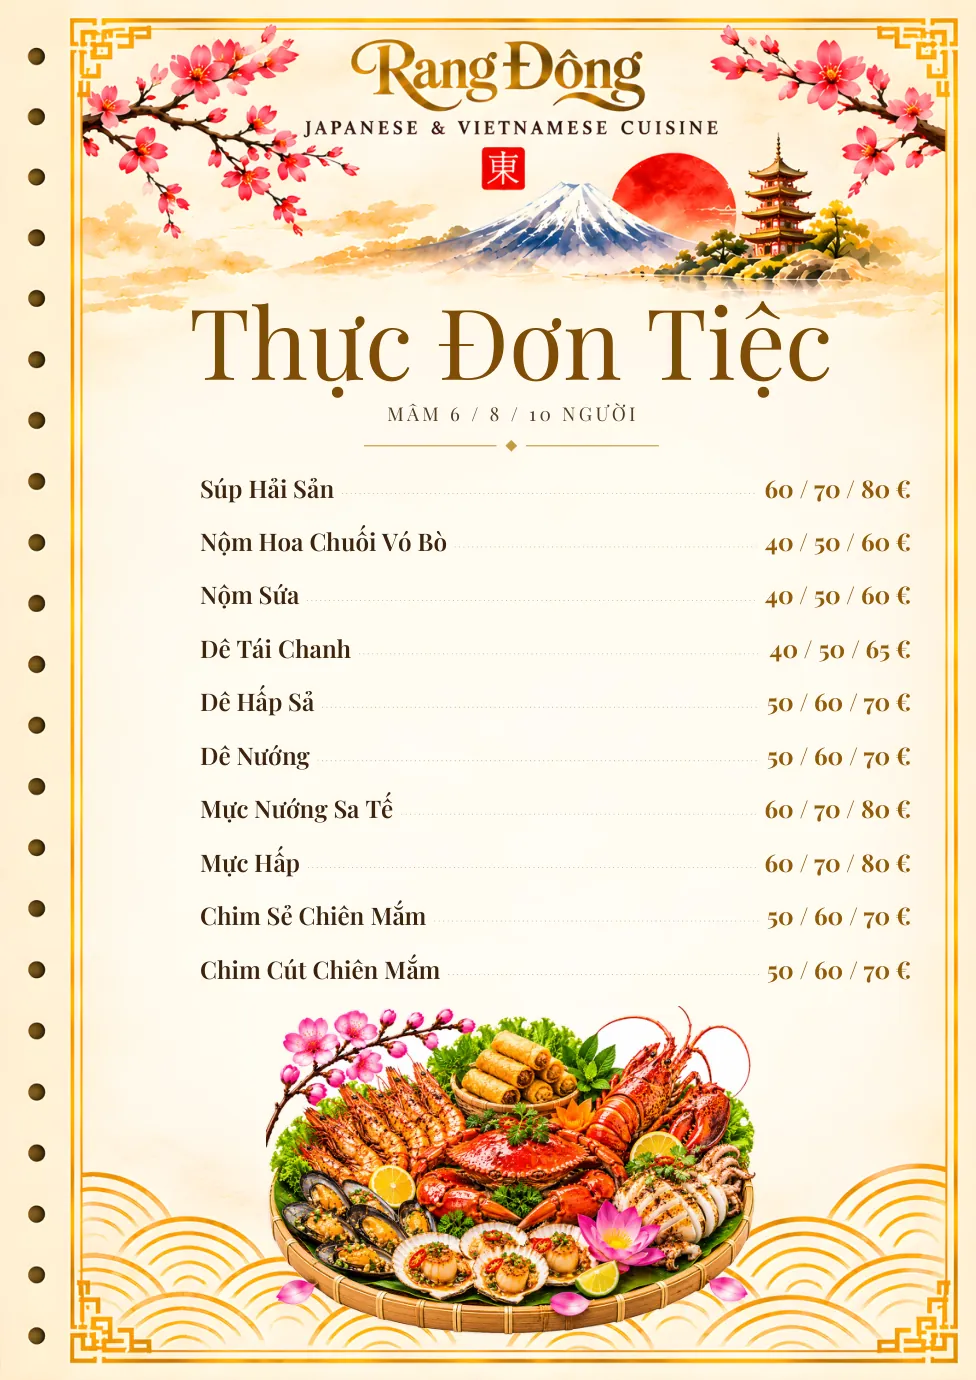 Rang Đông
JAPANESE & VIETNAMESE CUISINE
東
Thực Đơn Tiệc
MÂM 6 / 8 / 10 NGƯỜI
Súp Hải Sản 60 / 70 / 80 €
Nộm Hoa Chuối Vó Bò 40 / 50 / 60 €
Nộm Sứa 40 / 50 / 60 €
Dê Tái Chanh 40 / 50 / 65 €
Dê Hấp Sả 50 / 60 / 70 €
Dê Nướng 50 / 60 / 70 €
Mực Nướng Sa Tế 60 / 70 / 80 €
Mực Hấp 60 / 70 / 80 €
Chim Sẻ Chiên Mắm 50 / 60 / 70 €
Chim Cút Chiên Mắm 50 / 60 / 70 €